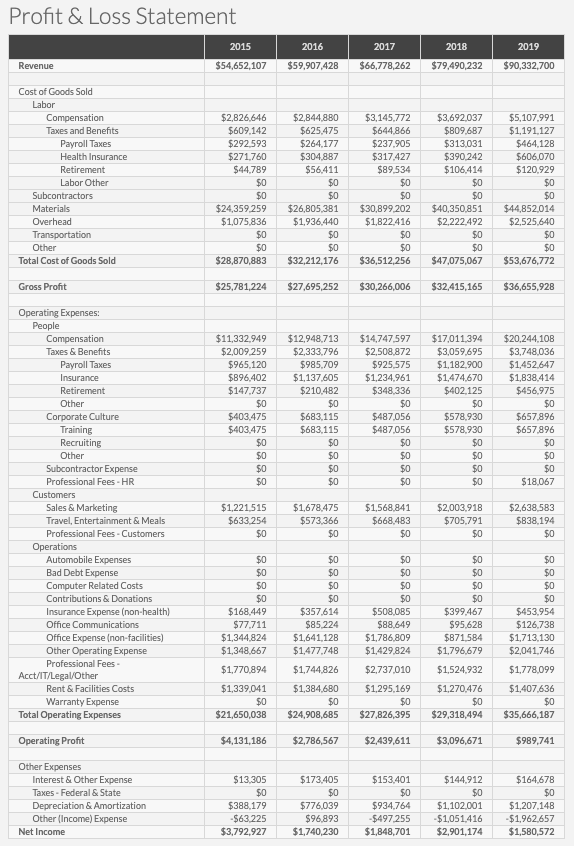 Profit & Loss Statement
2015 2016 2017 2018 2019
Revenue $54,652,107 $59,907,428 $66,778,262 $79,490,232 $90,332,700
Cost of Goods Sold
Labor
Compensation $2,826,646 $2,844,880 $3,145,772 $3,692,037 $5,107,991
Taxes and Benefits $609,142 $625,475 $644,866 $809,687 $1,191,127
Payroll Taxes $292,593 $264,177 $237,905 $313,031 $464,128
Health Insurance $271,760 $304,887 $317,427 $390,242 $606,070
Retirement $44,789 $56,411 $89,534 $106,414 $120,929
Labor Other $0 $0 $0 $0 $0
Subcontractors $0 $0 $0 $0 $0
Materials $24,359,259 $26,805,381 $30,899,202 $40,350,851 $44,852,014
Overhead $1,075,836 $1,936,440 $1,822,416 $2,222,492 $2,525,640
Transportation $0 $0 $0 $0 $0
Other $0 $0 $0 $0 $0
Total Cost of Goods Sold $28,870,883 $32,212,176 $36,512,256 $47,075,067 $53,676,772
Gross Profit $25,781,224 $27,695,252 $30,266,006 $32,415,165 $36,655,928
Operating Expenses:
People
Compensation $11,332,949 $12,948,713 $14,747,597 $17,011,394 $20,244,108
Taxes & Benefits $2,009,259 $2,333,796 $2,508,872 $3,059,695 $3,748,036
Payroll Taxes $965,120 $985,709 $925,575 $1,182,900 $1,452,647
Insurance $896,402 $1,137,605 $1,234,961 $1,474,670 $1,838,414
Retirement $147,737 $210,482 $348,336 $402,125 $456,975
Other $0 $0 $0 $0 $0
Corporate Culture $403,475 $683,115 $487,056 $578,930 $657,896
Training $403,475 $683,115 $487,056 $578,930 $657,896
Recruiting $0 $0 $0 $0 $0
Other $0 $0 $0 $0 $0
Subcontractor Expense $0 $0 $0 $0 $0
Professional Fees - HR $0 $0 $0 $0 $18,067
Customers
Sales & Marketing $1,221,515 $1,678,475 $1,568,841 $2,003,918 $2,638,583
Travel, Entertainment & Meals $633,254 $573,366 $668,483 $705,791 $838,194
Professional Fees - Customers $0 $0 $0 $0 $0
Operations
Automobile Expenses $0 $0 $0 $0 $0
Bad Debt Expense $0 $0 $0 $0 $0
Computer Related Costs $0 $0 $0 $0 $0
Contributions & Donations $0 $0 $0 $0 $0
Insurance Expense (non-health) $168,449 $357,614 $508,085 $399,467 $453,954
Office Communications $77,711 $85,224 $88,649 $95,628 $126,738
Office Expense (non-facilities) $1,344,824 $1,641,128 $1,786,809 $871,584 $1,713,130
Other Operating Expense $1,348,667 $1,477,748 $1,429,824 $1,796,679 $2,041,746
Professional Fees -
Acct/IT/Legal/Other $1,770,894 $1,744,826 $2,737,010 $1,524,932 $1,778,099
Rent & Facilities Costs $1,339,041 $1,384,680 $1,295,169 $1,270,476 $1,407,636
Warranty Expense $0 $0 $0 $0 $0
Total Operating Expenses $21,650,038 $24,908,685 $27,826,395 $29,318,494 $35,666,187
Operating Profit $4,131,186 $2,786,567 $2,439,611 $3,096,671 $989,741
Other Expenses
Interest & Other Expense $13,305 $173,405 $153,401 $144,912 $164,678
Taxes - Federal & State $0 $0 $0 $0 $0
Depreciation & Amortization $388,179 $776,039 $934,764 $1,102,001 $1,207,148
Other (Income) Expense -$63,225 $96,893 -$497,255 -$1,051,416 -$1,962,657
Net Income $3,792,927 $1,740,230 $1,848,701 $2,901,174 $1,580,572